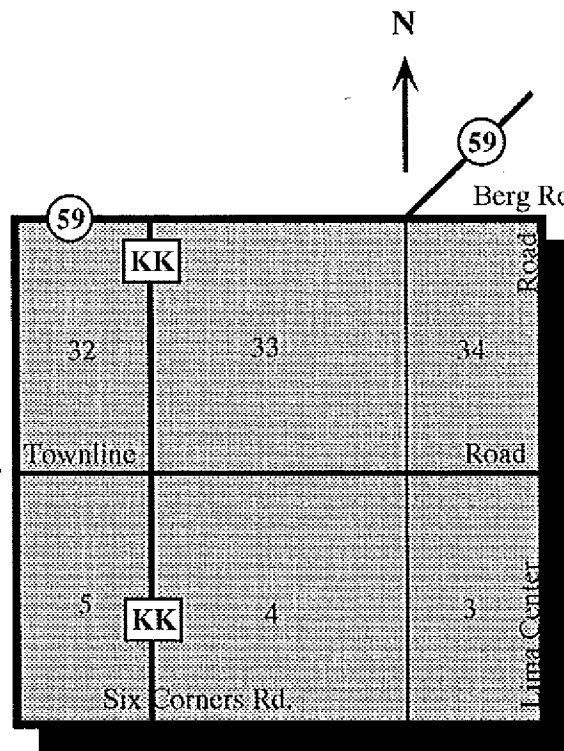 N
59
Berg Rd
59
KK
Road
32
33
34
Townline
Road
5
KK
4
3
Lima Center
Six Corners Rd.